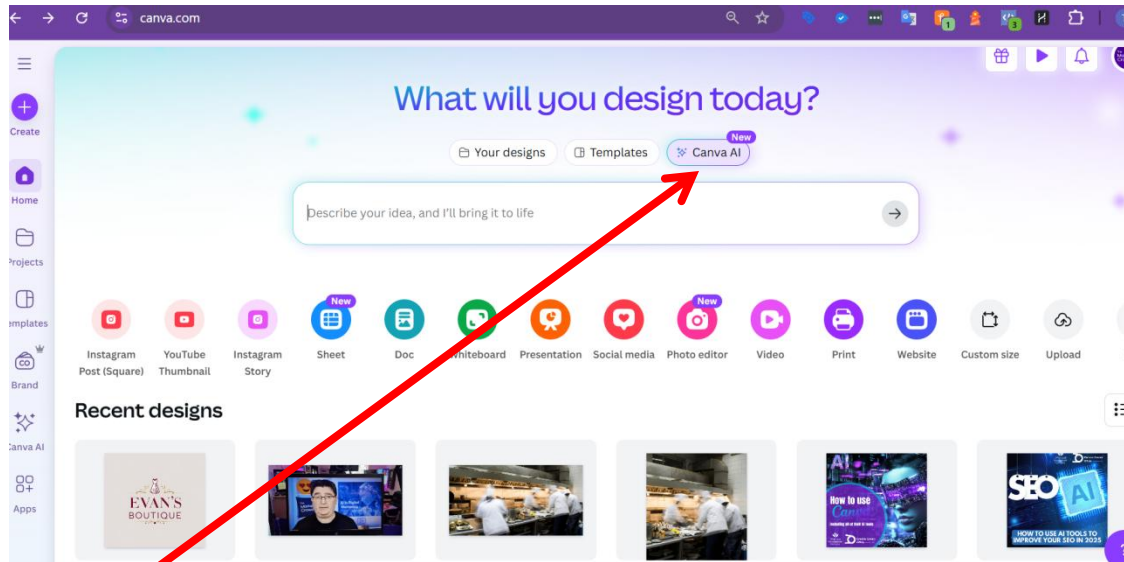 canva.com
1
3
What will you design today?
New
Your designs
Templates
Canva AI
Describe your idea, and I'll bring it to life
Create
Home
Projects
emplates
Brand
Canva AI
Apps
New
New
Instagram Post (Square)
YouTube Thumbnail
Instagram Story
Sheet
Doc
Whiteboard
Presentation
Social media
Photo editor
Video
Print
Website
Custom size
Upload
Recent designs
EVAN'S
BOUTIQUE
AI
How to use
Canva
SEO
AI
HOW TO USE AI TOOLS TO
IMPROVE YOUR SEO IN 2025
?